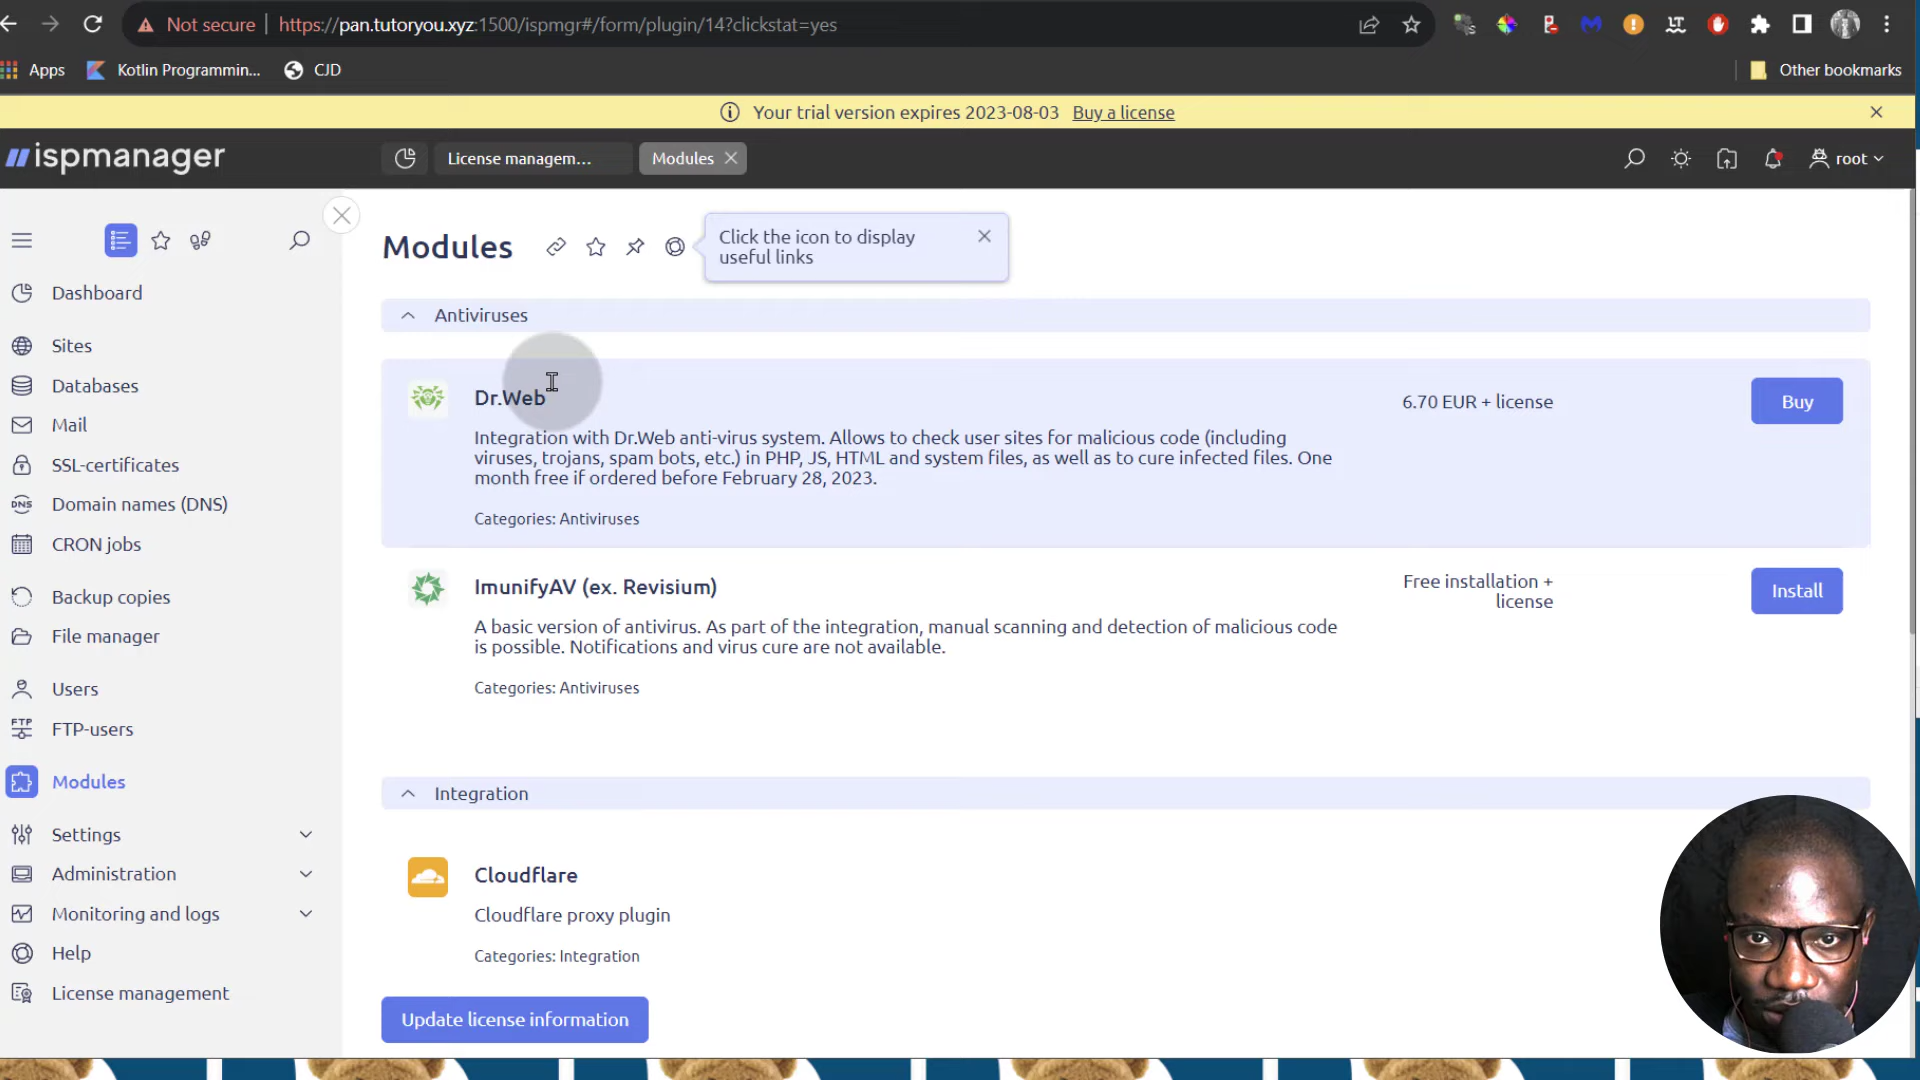 Not secure
https://pan.tutoryou.xyz:1500/ispmgr#/form/plugin/14?clickstat=yes
Apps
Kotlin Programmin...
CJD
Other bookmarks
Your trial version expires 2023-08-03 Buy a license
ispmanager
License managem...
Modules
root
Modules
Click the icon to display
useful links
Dashboard
Sites
Databases
Mail
SSL-certificates
DNS
Domain names (DNS)
CRON jobs
Backup copies
File manager
Users
FTP
FTP-users
Modules
Settings
Administration
Monitoring and logs
Help
License management
Antiviruses
Dr.Web
6.70 EUR + license
Buy
Integration with Dr.Web anti-virus system. Allows to check user sites for malicious code (including
viruses, trojans, spam bots, etc.) in PHP, JS, HTML and system files, as well as to cure infected files. One
month free if ordered before February 28, 2023.
Categories: Antiviruses
ImunifyAV (ex. Revisium)
Free installation +
license
Install
A basic version of antivirus. As part of the integration, manual scanning and detection of malicious code
is possible. Notifications and virus cure are not available.
Categories: Antiviruses
Integration
Cloudflare
Cloudflare proxy plugin
Categories: Integration
Update license information